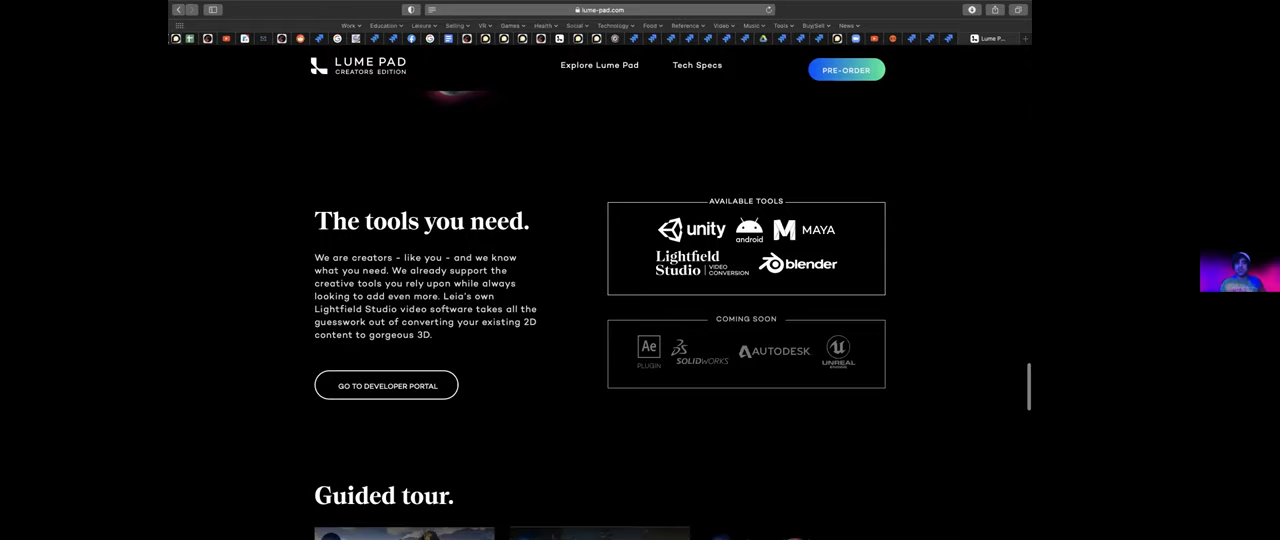 lume-pad.com
Work Education Leisure Selling VR Games Health Social Technology Food Reference Video Music Tools Buy/Sell News
Lume P...
LUME PAD
CREATORS EDITION
Explore Lume Pad
Tech Specs
PRE-ORDER
The tools you need.
We are creators - like you - and we know
what you need. We already support the
creative tools you rely upon while always
looking to add even more. Leia's own
Lightfield Studio video software takes all the
guesswork out of converting your existing 2D
content to gorgeous 3D.
GO TO DEVELOPER PORTAL
AVAILABLE TOOLS
unity
android
MAYA
Lightfield
Studio
VIDEO
CONVERSION
blender
COMING SOON
Ae
PLUGIN
SOLIDWORKS
AUTODESK
UNREAL
Guided tour.